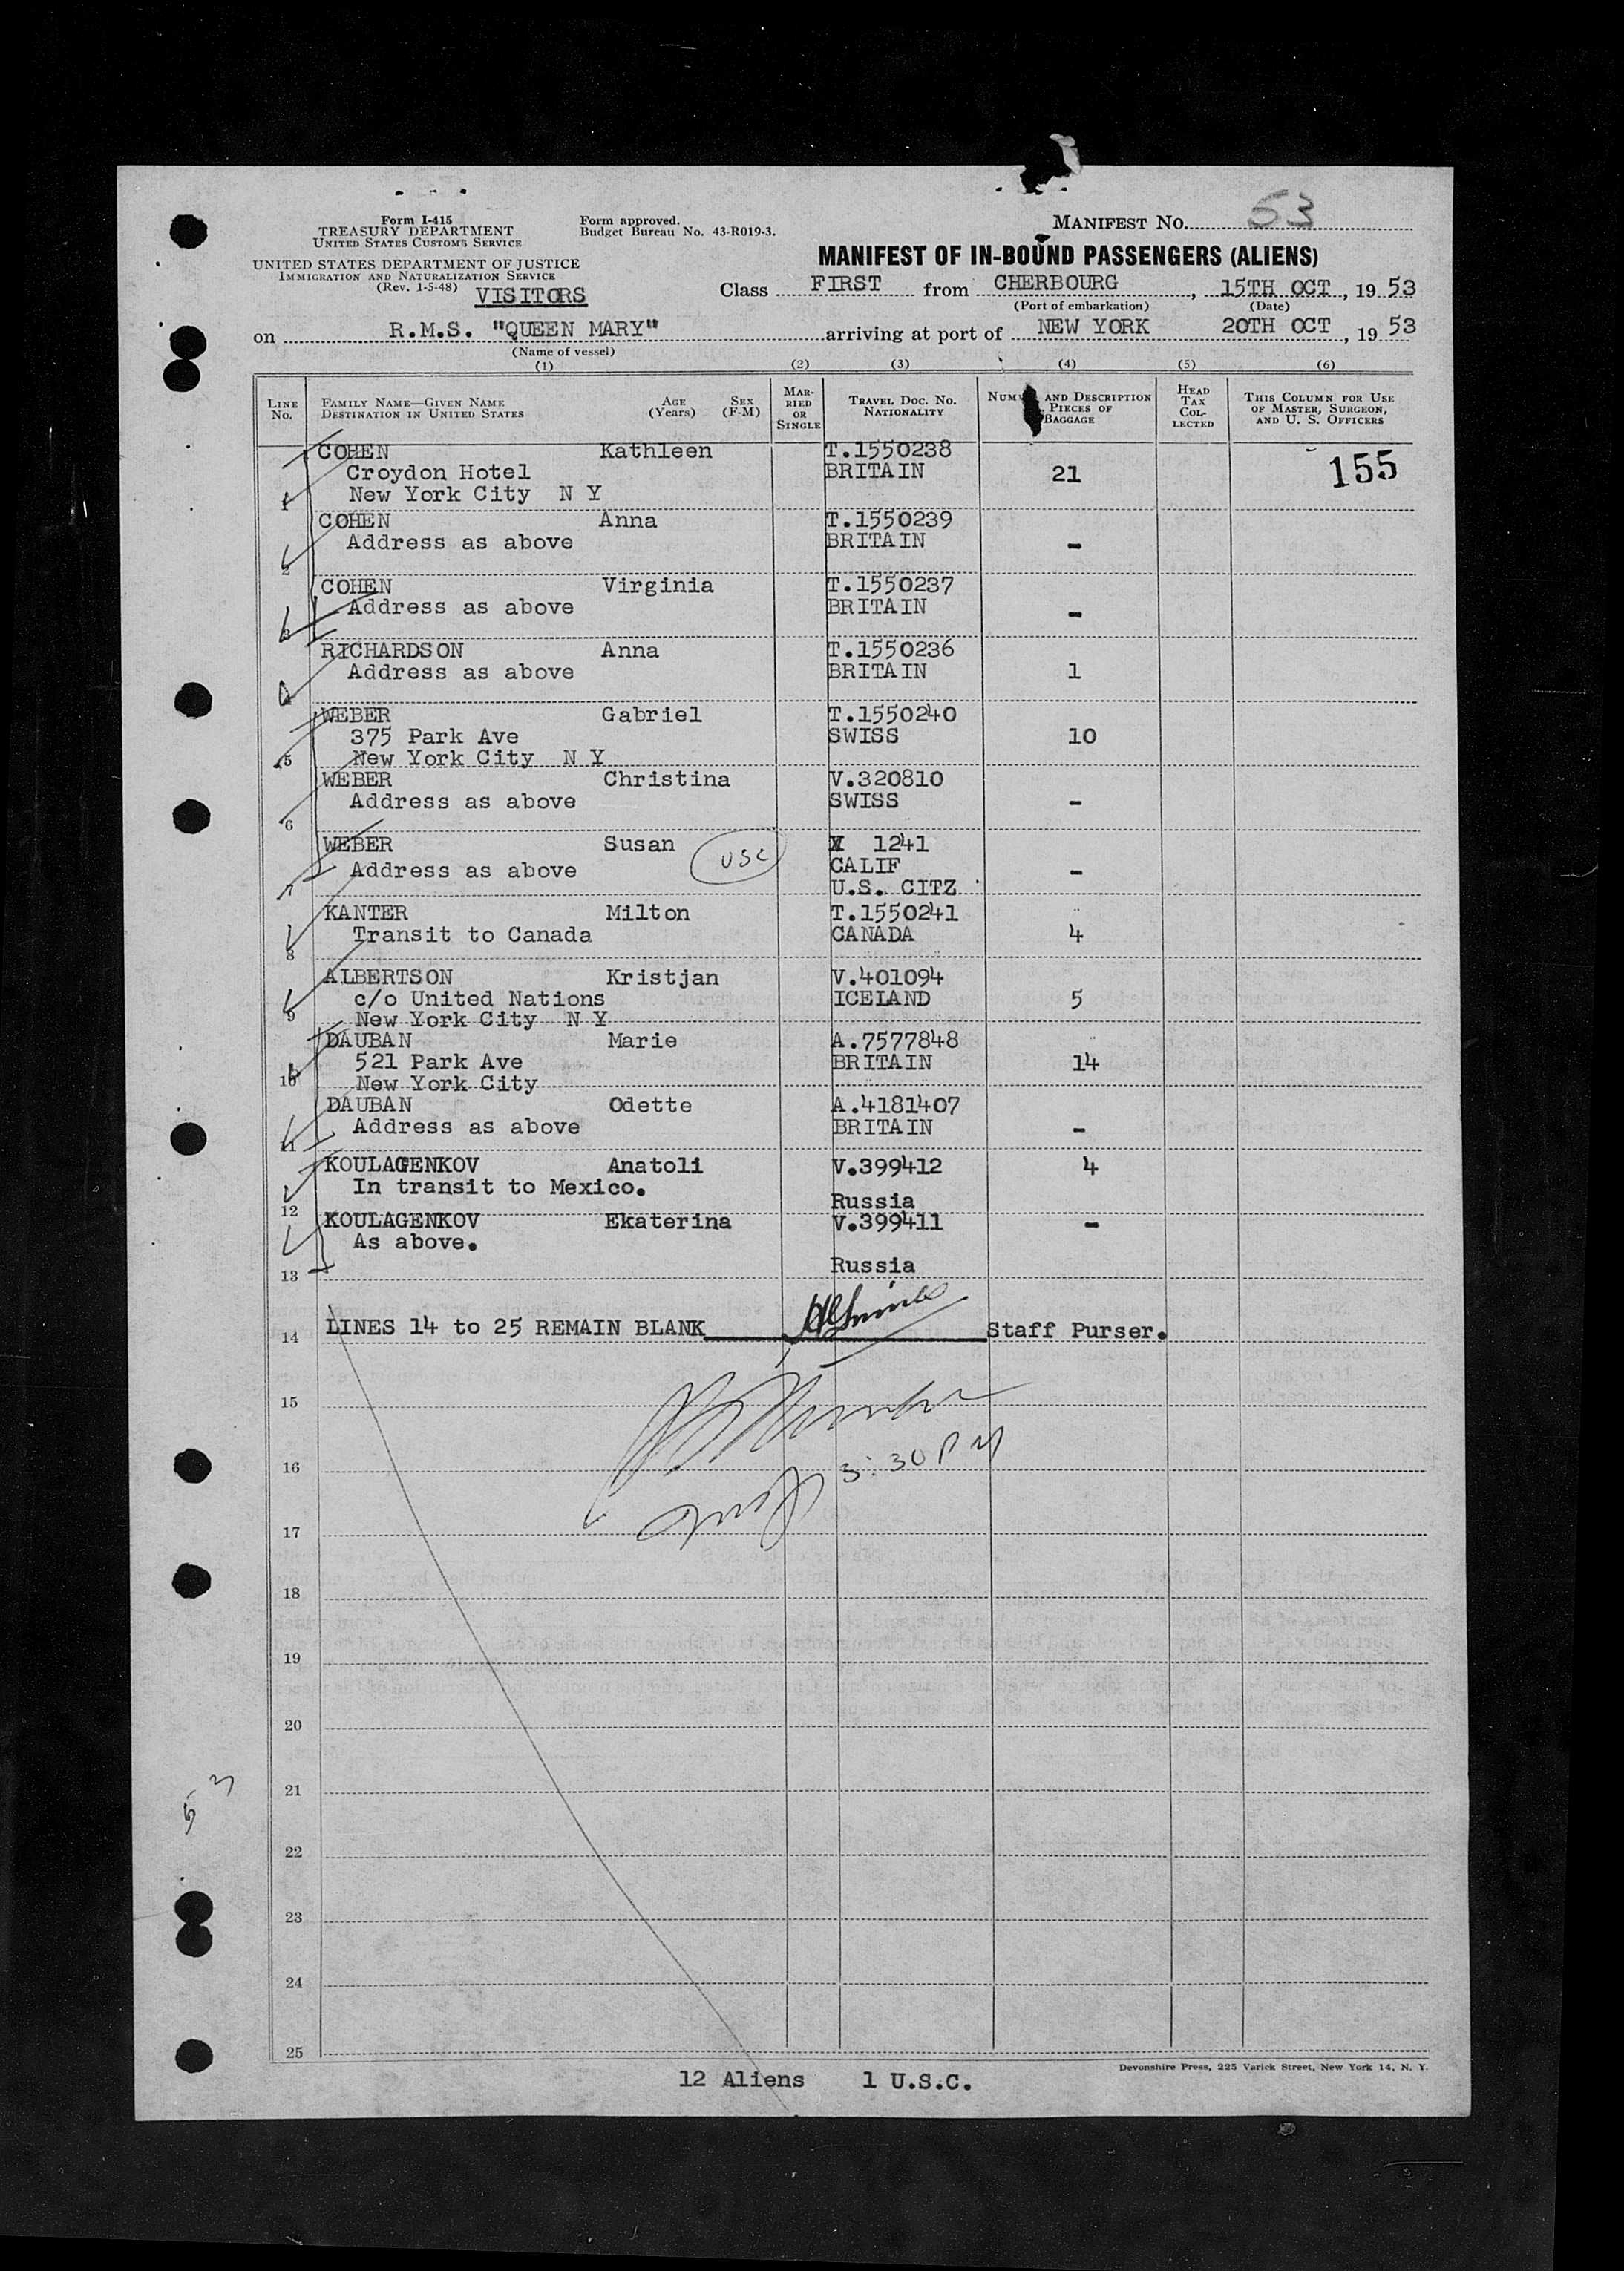 Form I-415
TREASURY DEPARTMENT
UNITED STATES CUSTOMS SERVICE
Form approved.
Budget Bureau No. 43-R019-3.
MANIFEST No. 53
UNITED STATES DEPARTMENT OF JUSTICE
IMMIGRATION AND NATURALIZATION SERVICE
(Rev. 1-5-48)
VISITORS
MANIFEST OF IN-BOUND PASSENGERS (ALIENS)
Class FIRST from CHERBOURG, 15TH OCT, 1953
(Port of embarkation) (Date)
on R.M.S. "QUEEN MARY" arriving at port of NEW YORK 20TH OCT, 1953
(Name of vessel)
(1) (2) (3) (4) (5) (6)
LINE No. FAMILY NAME—GIVEN NAME DESTINATION IN UNITED STATES AGE (Years) SEX (F-M) MARRIED OR SINGLE TRAVEL DOC. NO. NATIONALITY AND DESCRIPTION PIECES OF BAGGAGE HEAD TAX COLLECTED THIS COLUMN FOR USE OF MASTER, SURGEON, AND U. S. OFFICERS
COHEN Kathleen T.1550238
Croydon Hotel BRITAIN 21 155
1 New York City N Y
COHEN Anna T.1550239
Address as above BRITAIN -
2
COHEN Virginia T.1550237
Address as above BRITAIN -
3
RICHARDSON Anna T.1550236
Address as above BRITAIN 1
4
WEBER Gabriel T.1550240
375 Park Ave SWISS 10
5 New York City N Y
WEBER Christina V.320810
Address as above SWISS -
6
WEBER Susan USC 1241
Address as above CALIF -
7 U.S. CITZ
KANTER Milton T.1550241
Transit to Canada CANADA 4
8
ALBERTSON Kristjan V.401094
c/o United Nations ICELAND 5
9 New York City N Y
DAUBAN Marie A.7577848
521 Park Ave BRITAIN 14
10 New York City
DAUBAN Odette A.4181407
Address as above BRITAIN -
11
KOULAGENKOV Anatoli V.399412 4
In transit to Mexico.
12 Russia
KOULAGENKOV Ekaterina V.399411 -
As above.
Russia
13
14 LINES 14 to 25 REMAIN BLANK Staff Purser.
15
3:30 PM
16
17
18
19
20
21
22
23
24
25
53
Devonshire Press, 225 Varick Street, New York 14, N. Y.
12 Aliens 1 U.S.C.